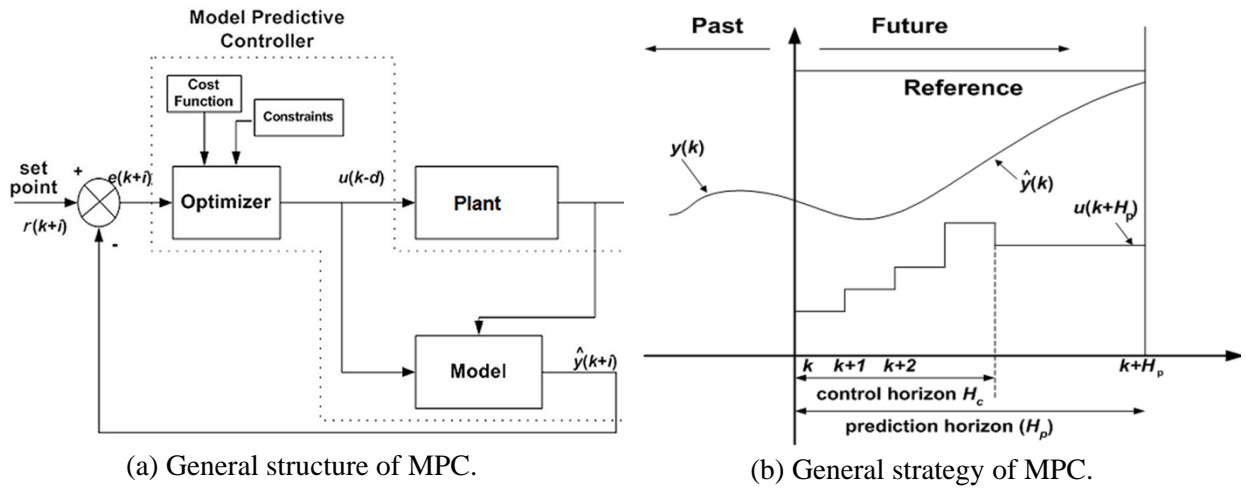 Model Predictive
Controller
Cost
Function
Constraints
set
point
+
e(k+i)
r(k+i)
-
Optimizer
u(k-d)
Plant
Model
ŷ(k+i)
(a) General structure of MPC.
Past
Future
Reference
y(k)
ŷ(k)
u(k+Hₚ)
k
k+1
k+2
k+Hₚ
control horizon H_c
prediction horizon (Hₚ)
(b) General strategy of MPC.